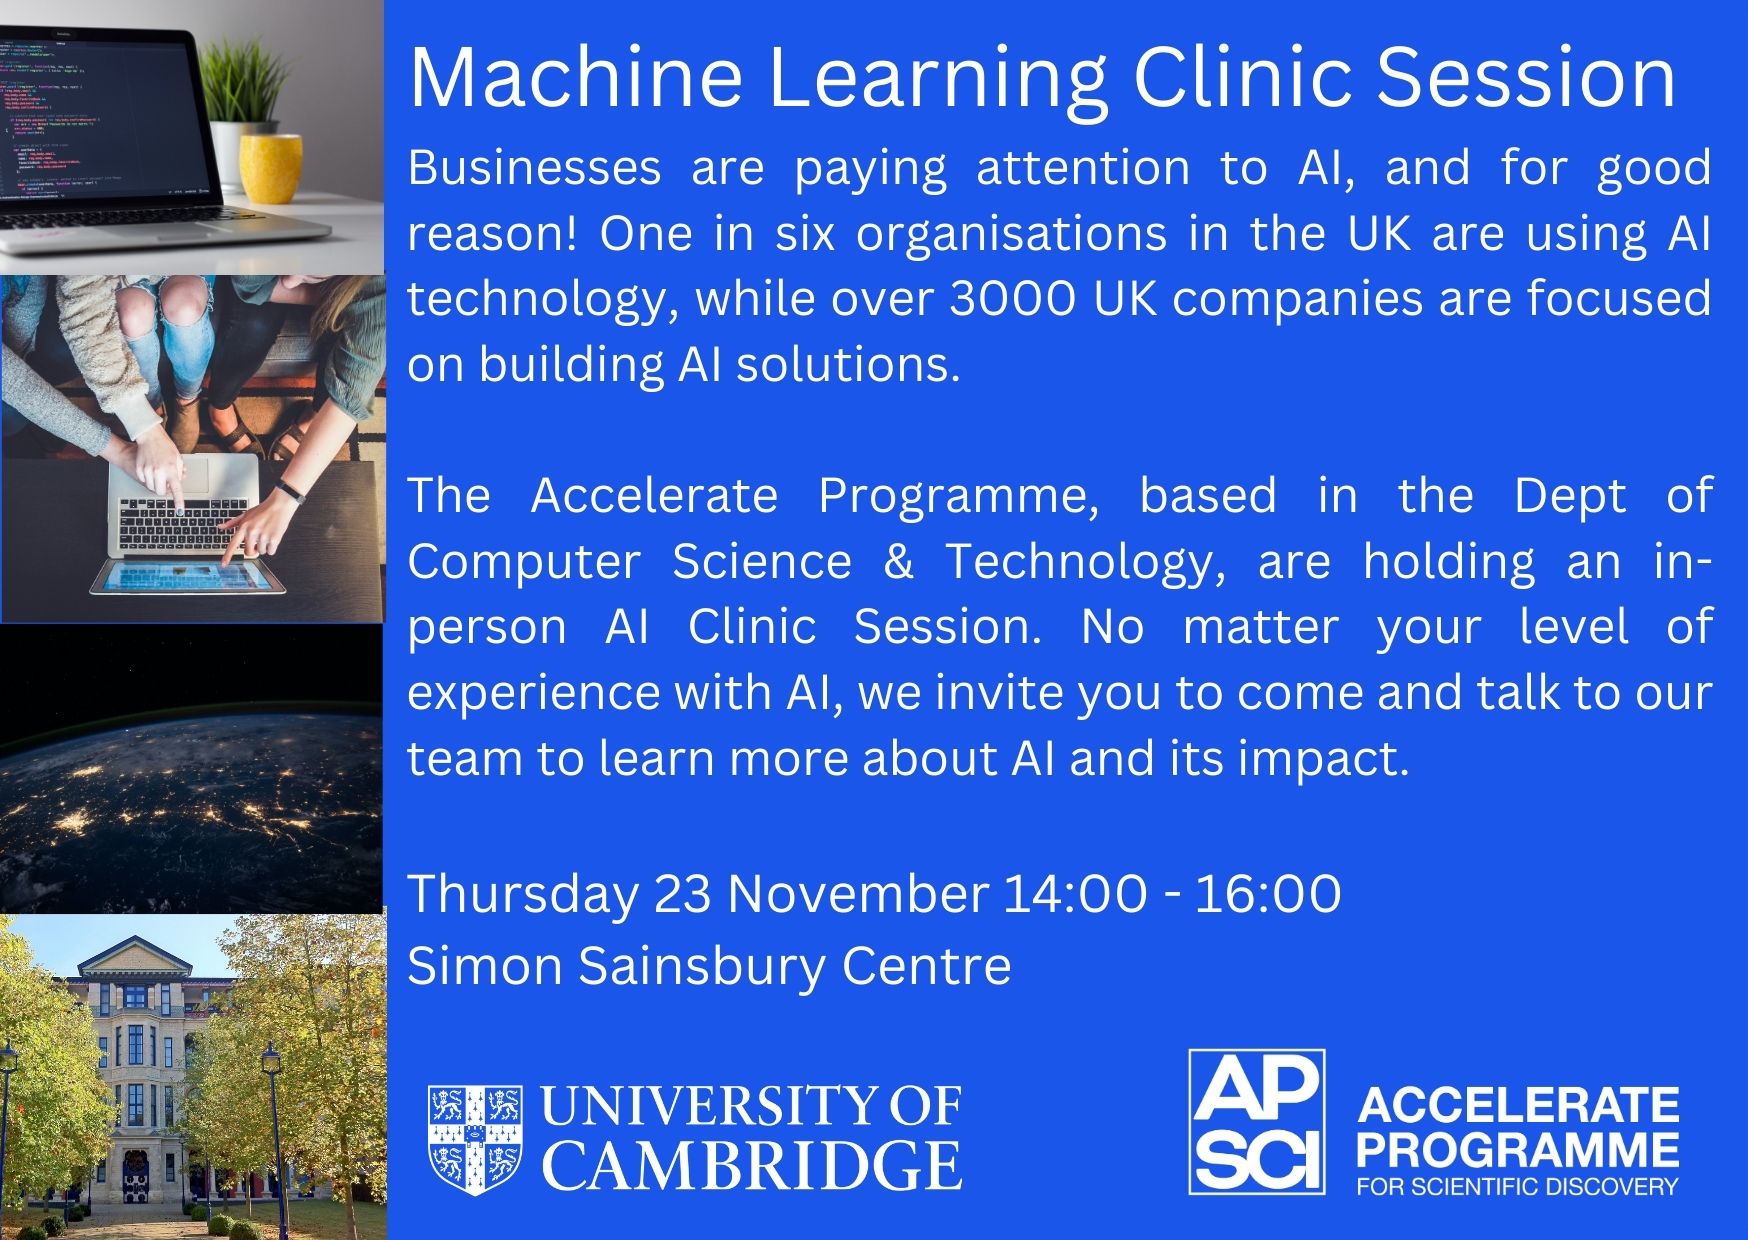 Machine Learning Clinic Session
Businesses are paying attention to AI, and for good
reason! One in six organisations in the UK are using AI
technology, while over 3000 UK companies are focused
on building AI solutions.
The Accelerate Programme, based in the Dept of
Computer Science & Technology, are holding an in-
person AI Clinic Session. No matter your level of
experience with AI, we invite you to come and talk to our
team to learn more about AI and its impact.
Thursday 23 November 14:00 - 16:00
Simon Sainsbury Centre
UNIVERSITY OF
CAMBRIDGE
AP
SCI
ACCELERATE
PROGRAMME
FOR SCIENTIFIC DISCOVERY